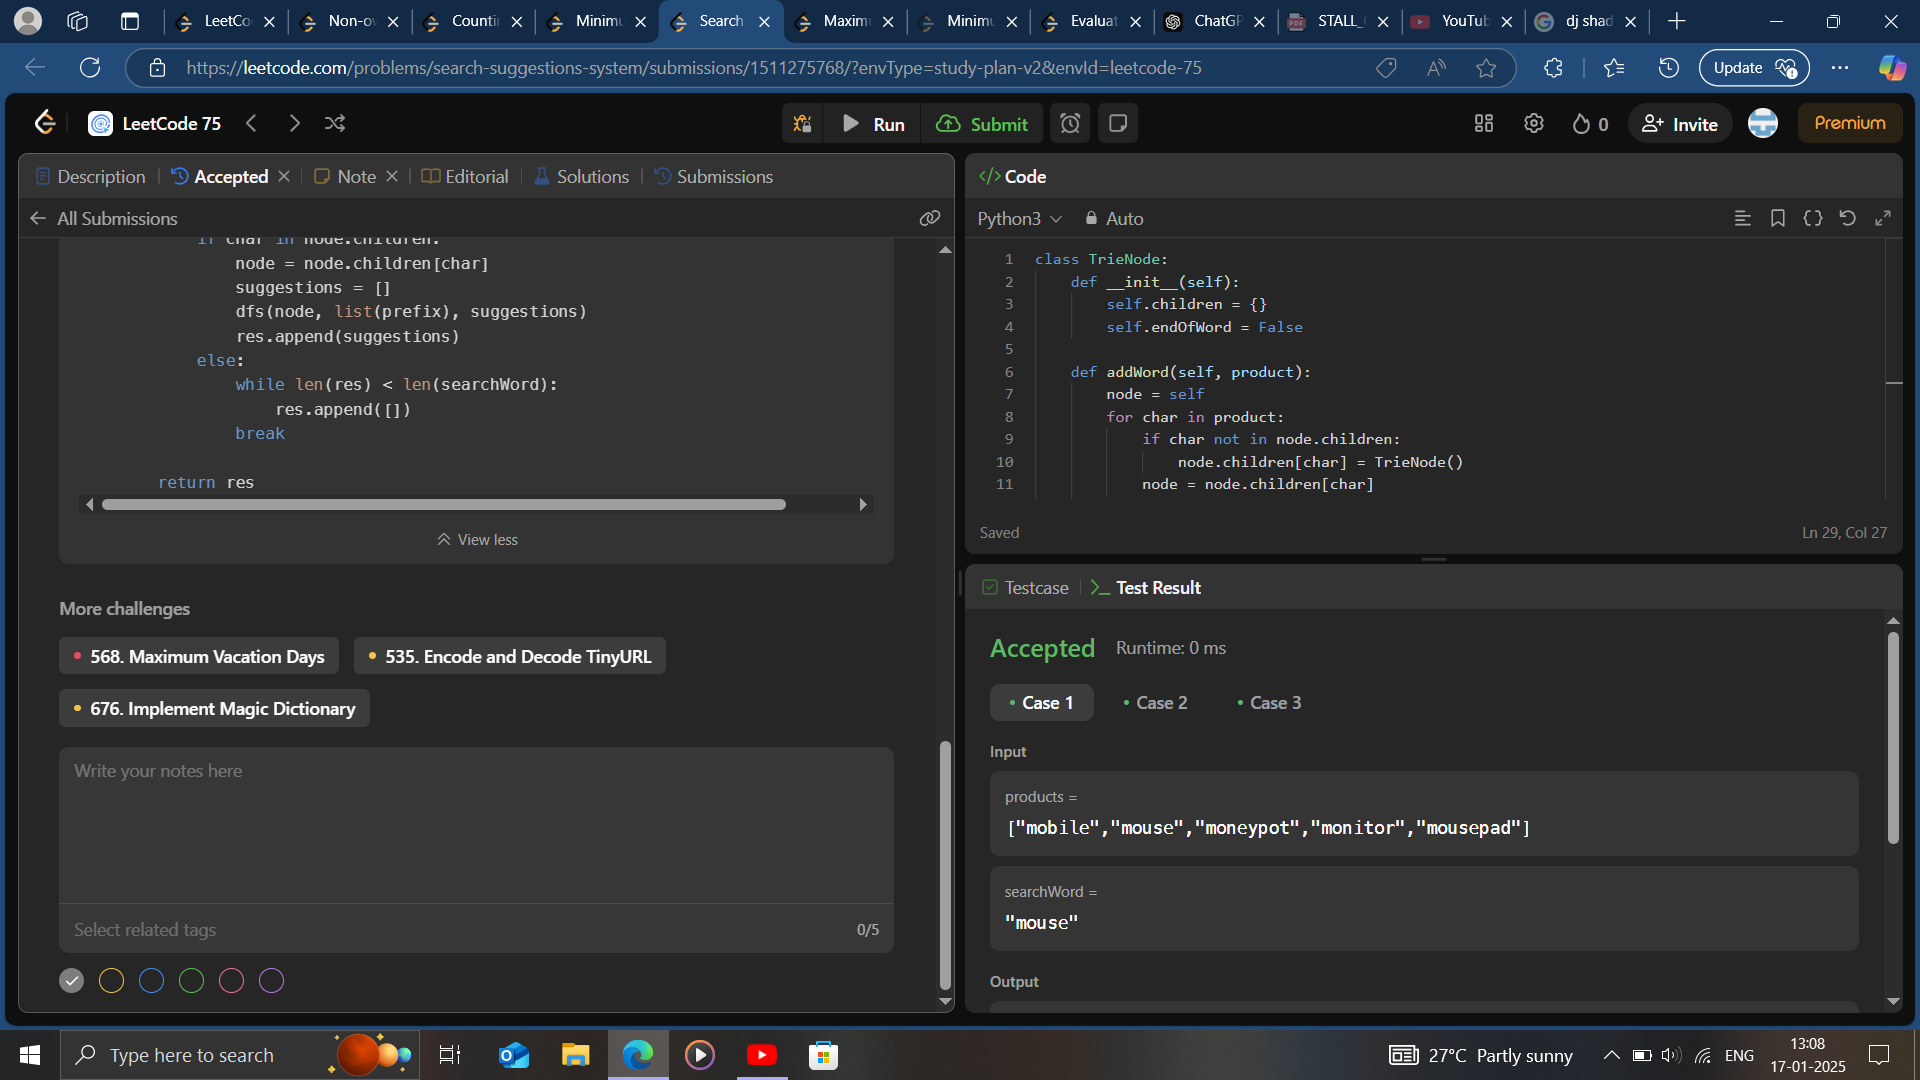 LeetCo
Non-o
Counti
Minim
Search
Maxim
Minim
Evaluat
ChatGP
STALL_
YouTub
dj shad
https://leetcode.com/problems/search-suggestions-system/submissions/1511275768/?envType=study-plan-v2&envId=leetcode-75
Update
LeetCode 75
Run
Submit
0
Invite
Premium
Description
Accepted
Note
Editorial
Solutions
Submissions
All Submissions
if char in node.children:
node = node.children[char]
suggestions = []
dfs(node, list(prefix), suggestions)
res.append(suggestions)
else:
while len(res) < len(searchWord):
res.append([])
break
return res
View less
More challenges
568. Maximum Vacation Days
535. Encode and Decode TinyURL
676. Implement Magic Dictionary
Write your notes here
Select related tags
0/5
</> Code
Python3
Auto
1 class TrieNode:
2 def __init__(self):
3 self.children = {}
4 self.endOfWord = False
5
6 def addWord(self, product):
7 node = self
8 for char in product:
9 if char not in node.children:
10 node.children[char] = TrieNode()
11 node = node.children[char]
Saved
Ln 29, Col 27
Testcase
Test Result
Accepted
Runtime: 0 ms
Case 1
Case 2
Case 3
Input
products =
["mobile","mouse","moneypot","monitor","mousepad"]
searchWord =
"mouse"
Output
Type here to search
27°C Partly sunny
ENG
13:08
17-01-2025